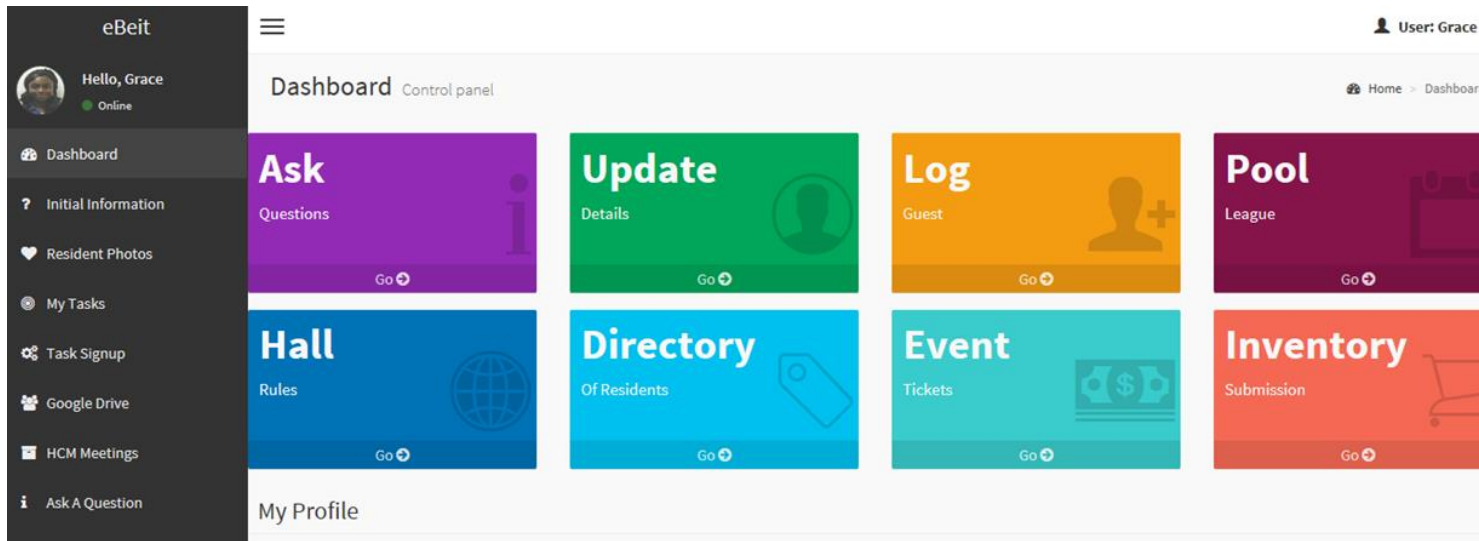 eBeit
Hello, Grace
Online
Dashboard
Initial Information
Resident Photos
My Tasks
Task Signup
Google Drive
HCM Meetings
Ask A Question
User: Grace
Dashboard Control panel
Home > Dashboar
Ask
Questions
Go
Update
Details
Go
Log
Guest
Go
Pool
League
Go
Hall
Rules
Go
Directory
Of Residents
Go
Event
Tickets
Go
Inventory
Submission
Go
My Profile